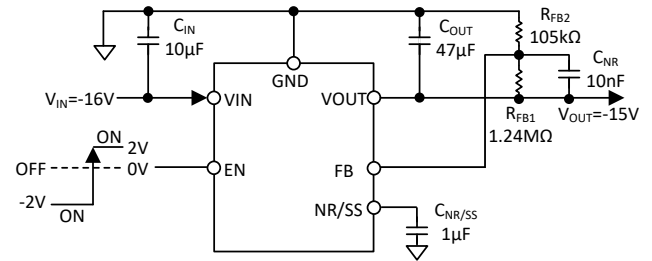 CIN
10μF
GND
COUT
47μF
RFB2
105kΩ
CNR
10nF
VIN=-16V
VIN
VOUT
RFB1
1.24MΩ
VOUT=-15V
ON
2V
OFF
0V
EN
FB
-2V
ON
NR/SS
CNR/SS
1μF